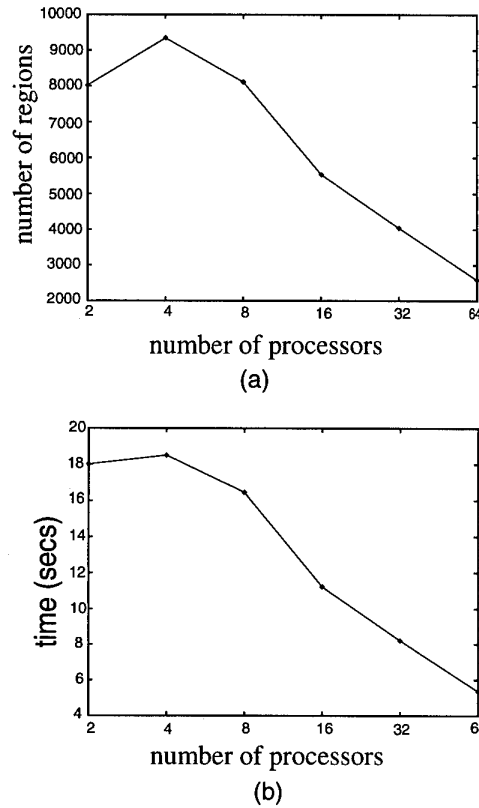 10000
9000
8000
7000
6000
5000
4000
3000
2000
number of regions
2 4 8 16 32 64
number of processors
(a)
20
18
16
14
12
10
8
6
4
time (secs)
2 4 8 16 32 6
number of processors
(b)